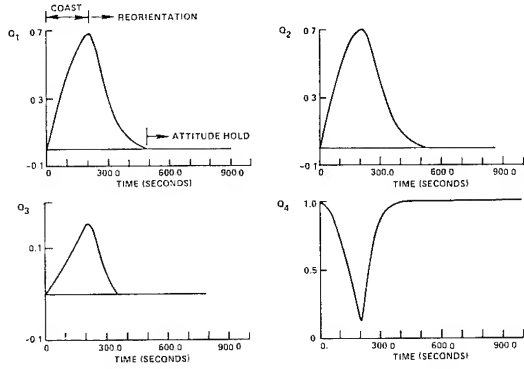 COAST
REORIENTATION
Q1 0.7
0.3
ATTITUDE HOLD
-0.1
300.0 600.0 900.0
TIME (SECONDS)
Q2 0.7
0.3
-0.1
0. 300.0 600.0 900.0
TIME (SECONDS)
Q3
0.1
-0.1
300.0 600.0 900.0
TIME (SECONDS)
Q4 1.0
0.5
0
0. 300.0 600.0 900.0
TIME (SECONDS)